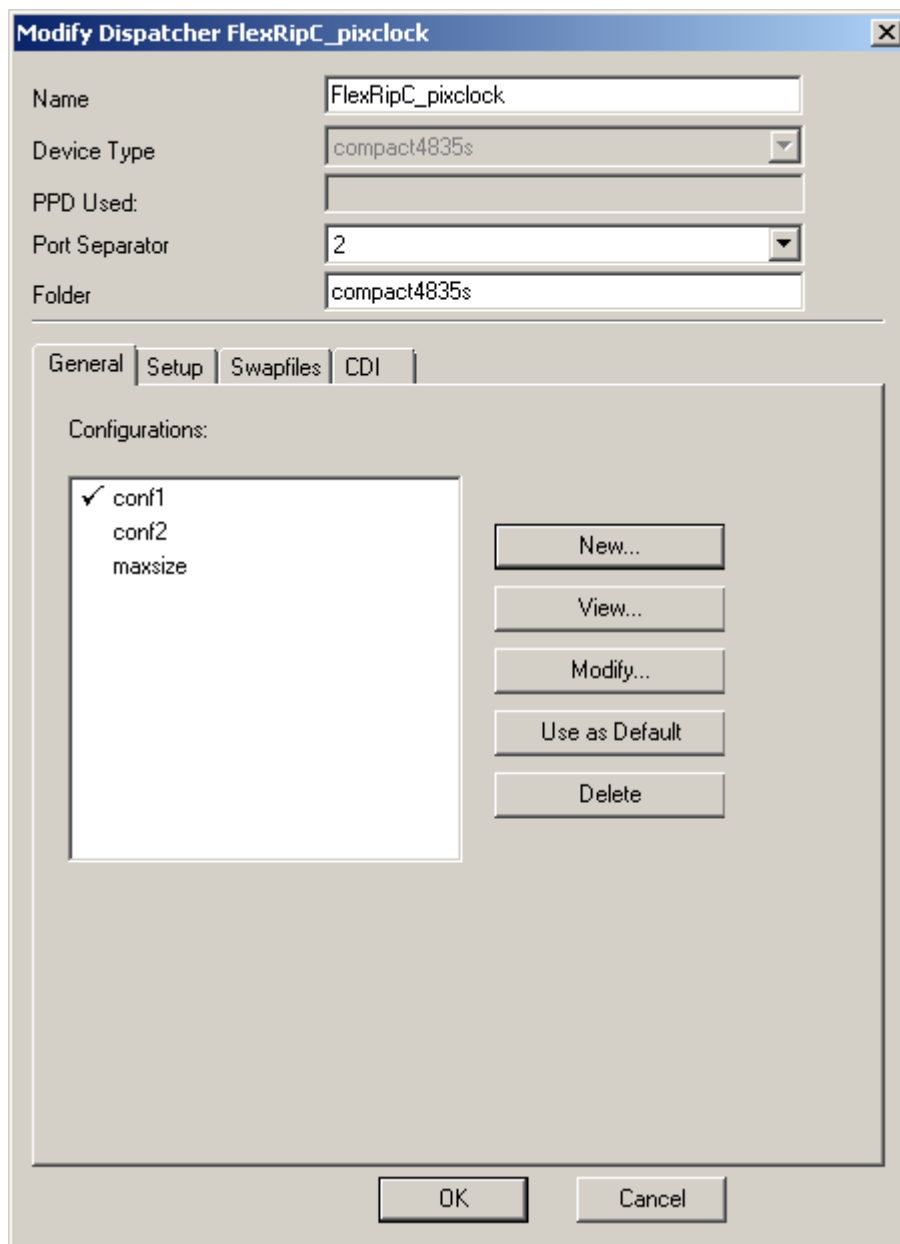 Modify Dispatcher FlexRipC_pixclock
Name FlexRipC_pixclock
Device Type compact4835s
PPD Used:
Port Separator 2
Folder compact4835s
General Setup Swapfiles CDI
Configurations:
conf1
conf2
maxsize
New...
View...
Modify...
Use as Default
Delete
OK Cancel